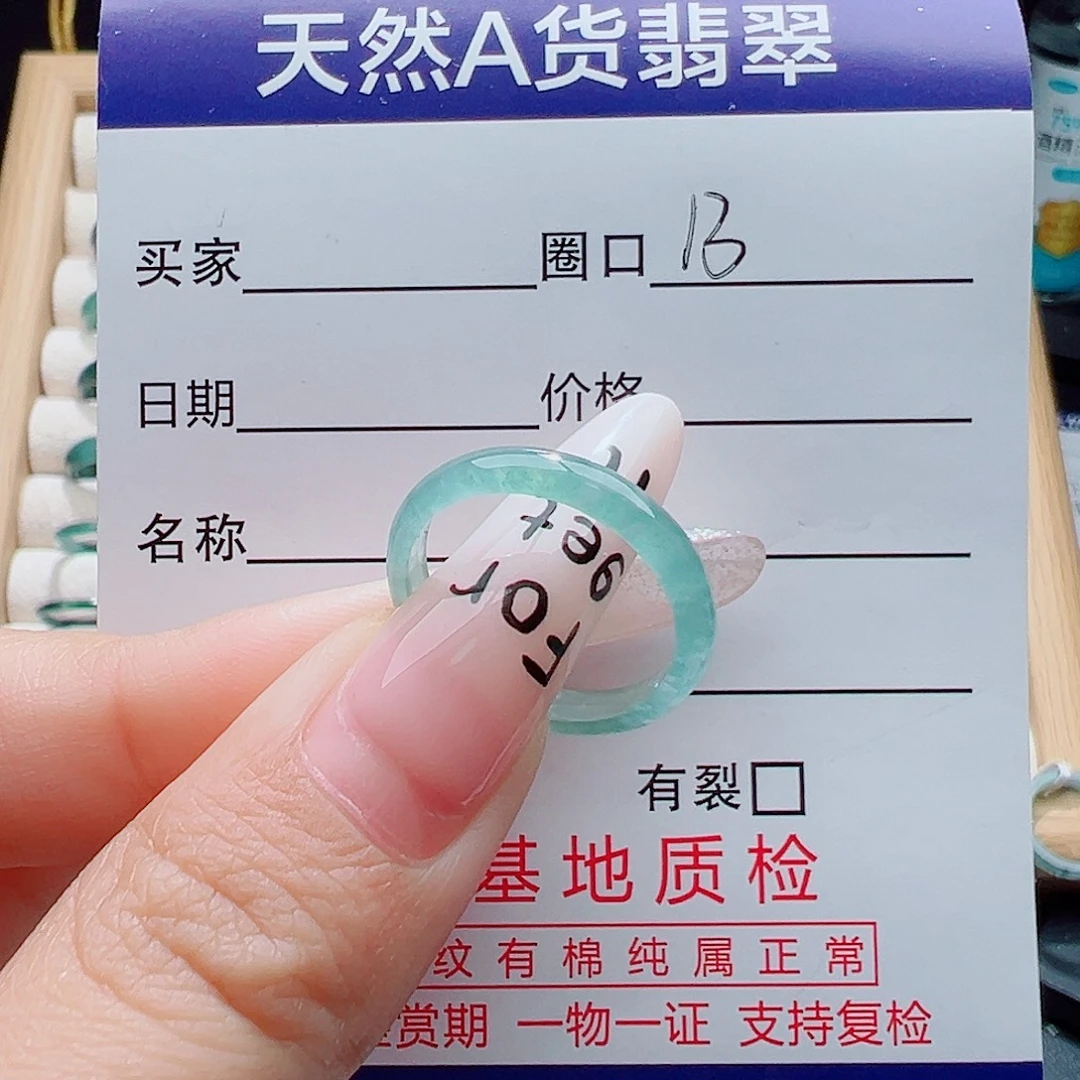 天然A货翡翠
买家 圈口 13
日期 价格
名称
For
get
有裂
基地质检
纹有棉纯属正常
赏期 一物一证 支持复检